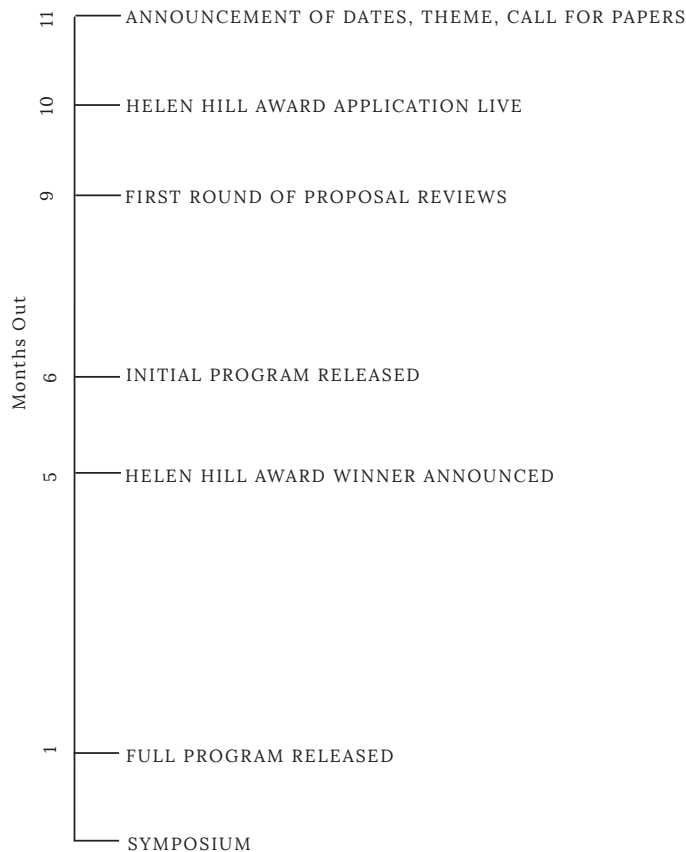 11
ANNOUNCEMENT OF DATES, THEME, CALL FOR PAPERS
10
HELEN HILL AWARD APPLICATION LIVE
9
FIRST ROUND OF PROPOSAL REVIEWS
Months Out
6
INITIAL PROGRAM RELEASED
5
HELEN HILL AWARD WINNER ANNOUNCED
1
FULL PROGRAM RELEASED
SYMPOSIUM